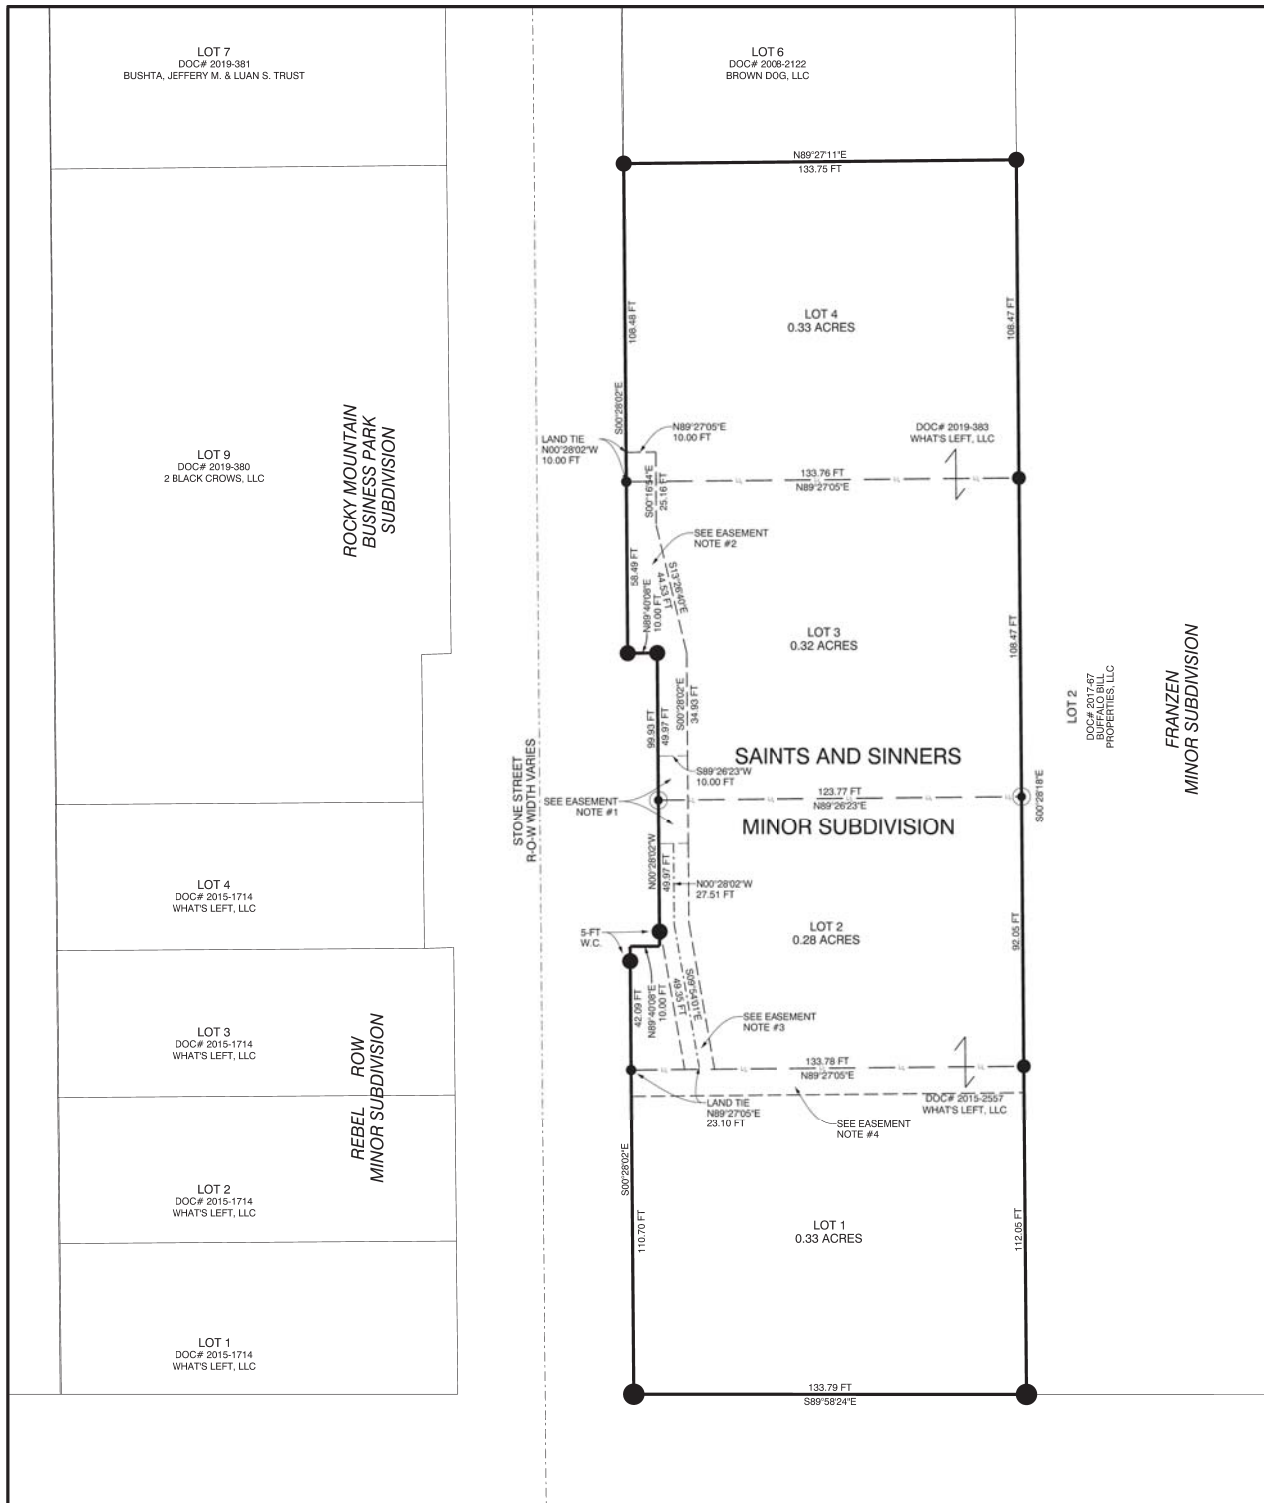 LOT 7
DOC# 2019-381
BUSHTA, JEFFERY M. & LUAN S. TRUST
LOT 6
DOC# 2008-2122
BROWN DOG, LLC
N89°27'11"E
133.75 FT
108.48 FT
S00°28'02"E
LOT 4
0.33 ACRES
108.47 FT
LAND TIE
N00°28'02"W
10.00 FT
N89°27'05"E
10.00 FT
DOC# 2019-383
WHAT'S LEFT, LLC
S00°16'54"E
25.16 FT
133.76 FT
N89°27'05"E
LOT 9
DOC# 2019-380
2 BLACK CROWS, LLC
ROCKY MOUNTAIN
BUSINESS PARK
SUBDIVISION
SEE EASEMENT
NOTE #2
58.49 FT
N89°40'08"E
10.00 FT
S13°26'40"E
44.53 FT
LOT 3
0.32 ACRES
108.47 FT
99.93 FT
49.97 FT
S00°28'02"E
34.93 FT
LOT 2
DOC# 2017-67
BUFFALO BILL
PROPERTIES, LLC
FRANZEN
MINOR SUBDIVISION
STONE STREET
R-O-W WIDTH VARIES
SAINTS AND SINNERS
S89°26'23"W
10.00 FT
SEE EASEMENT
NOTE #1
123.77 FT
N89°26'23"E
S00°28'18"E
MINOR SUBDIVISION
N00°28'02"W
49.97 FT
N00°28'02"W
27.51 FT
LOT 4
DOC# 2015-1714
WHAT'S LEFT, LLC
5-FT
W.C.
LOT 2
0.28 ACRES
92.05 FT
42.09 FT
N89°40'08"E
10.00 FT
S09°54'01"E
49.35 FT
SEE EASEMENT
NOTE #3
LOT 3
DOC# 2015-1714
WHAT'S LEFT, LLC
REBEL ROW
MINOR SUBDIVISION
133.78 FT
N89°27'05"E
LAND TIE
N89°27'05"E
23.10 FT
DOC# 2015-2557
WHAT'S LEFT, LLC
SEE EASEMENT
NOTE #4
S00°28'02"E
110.70 FT
LOT 2
DOC# 2015-1714
WHAT'S LEFT, LLC
LOT 1
0.33 ACRES
112.05 FT
LOT 1
DOC# 2015-1714
WHAT'S LEFT, LLC
133.79 FT
S89°58'24"E